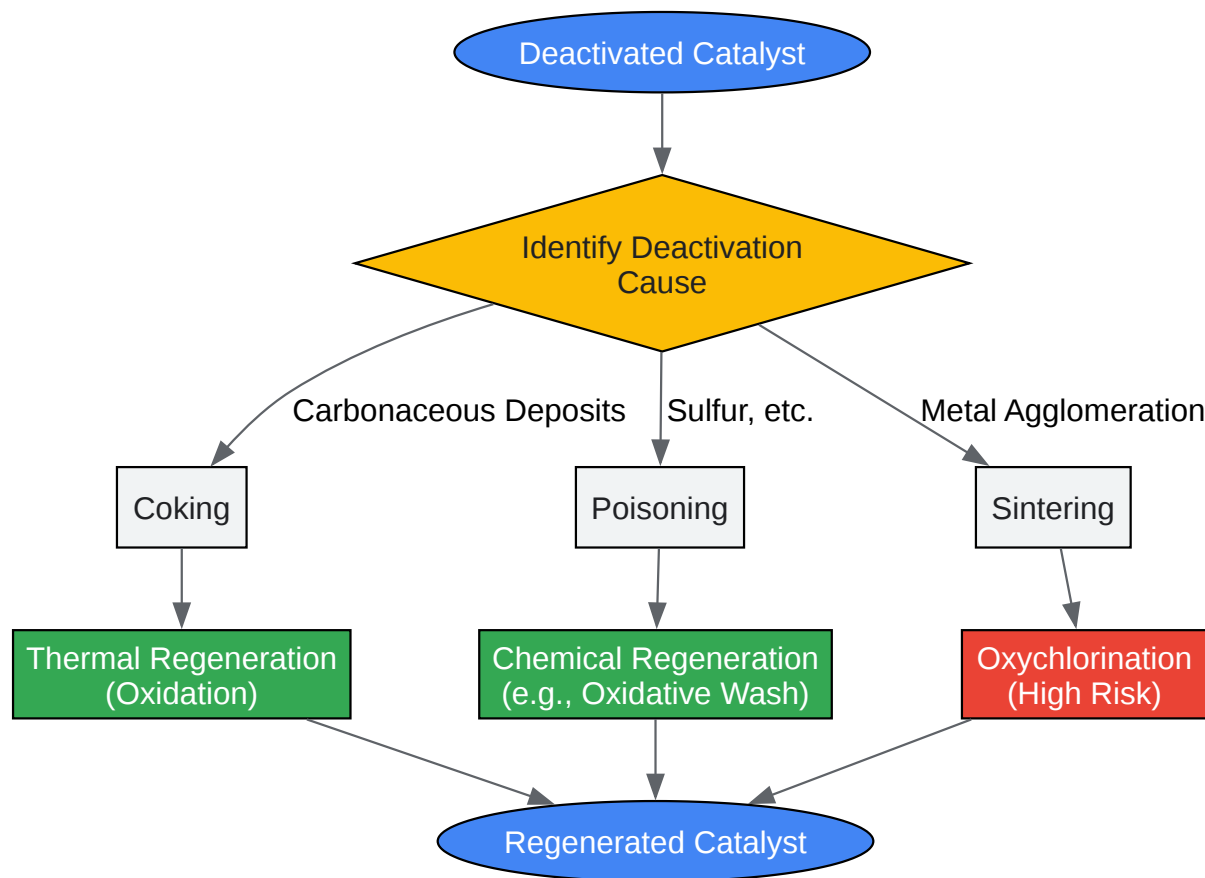 Deactivated Catalyst
Identify Deactivation
Cause
Carbonaceous Deposits
Sulfur, etc.
Metal Agglomeration
Coking
Poisoning
Sintering
Thermal Regeneration
(Oxidation)
Chemical Regeneration
(e.g., Oxidative Wash)
Oxychlorination
(High Risk)
Regenerated Catalyst